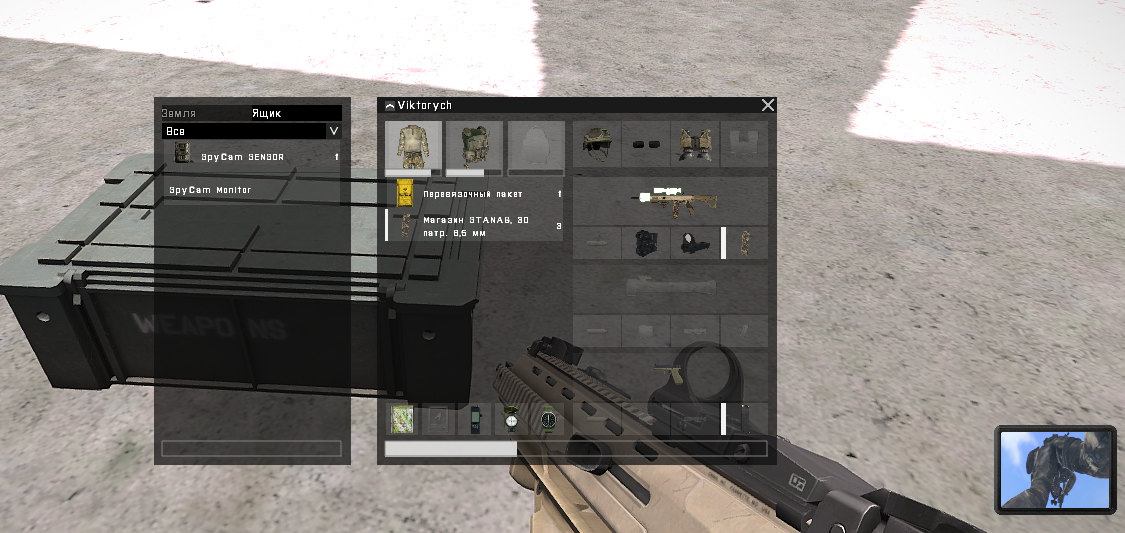 Земля Ящик
Все
SpyCam SENSOR 1
SpyCam Monitor
Viktorych
Перевязочный пакет 1
Магазин STANAG, 30
патр. 6,5 мм 3
WEAPONS